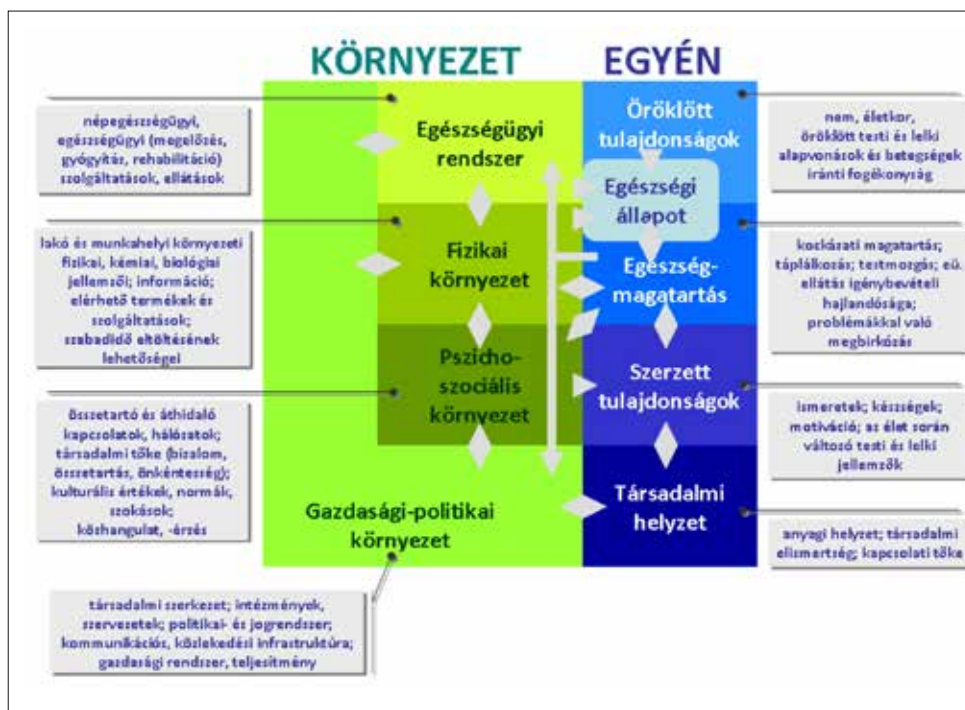 KÖRNYEZET
EGYÉN
népegészségügyi,
egészségügyi (megelőzés,
gyógyítás, rehabilitáció)
szolgáltatások, ellátások
lakó és munkahelyi környezeti
fizikai, kémiai, biológiai
jellemzői; információ;
elérhető termékek és
szolgáltatások;
szabadidő eltöltésének
lehetőségei
összetartó és áthidaló
kapcsolatok, hálózatok;
társadalmi tőke (bizalom,
összetartás, önkéntesség);
kulturális értékek, normák,
szokások;
közhangulat, -érzés
társadalmi szerkezet; intézmények,
szervezetek; politikai- és jogrendszer;
kommunikációs, közlekedési infrastruktúra;
gazdasági rendszer, teljesítmény
Egészségügyi
rendszer
Fizikai
környezet
Pszicho-
szociális
környezet
Gazdasági-politikai
környezet
Öröklött
tulajdonságok
Egészségi
állapot
Egészség-
magatartás
Szerzett
tulajdonságok
Társadalmi
helyzet
nem, életkor,
öröklött testi és lelki
alapvonások és betegségek
iránti fogékonyság
kockázati magatartás;
táplálkozás; testmozgás; eü.
ellátás igénybevételi
hajlandósága;
problémákkal való
megbirkózás
ismeretek; készségek;
motiváció; az élet során
változó testi és lelki
jellemzők
anyagi helyzet; társadalmi
elismertség; kapcsolati tőke